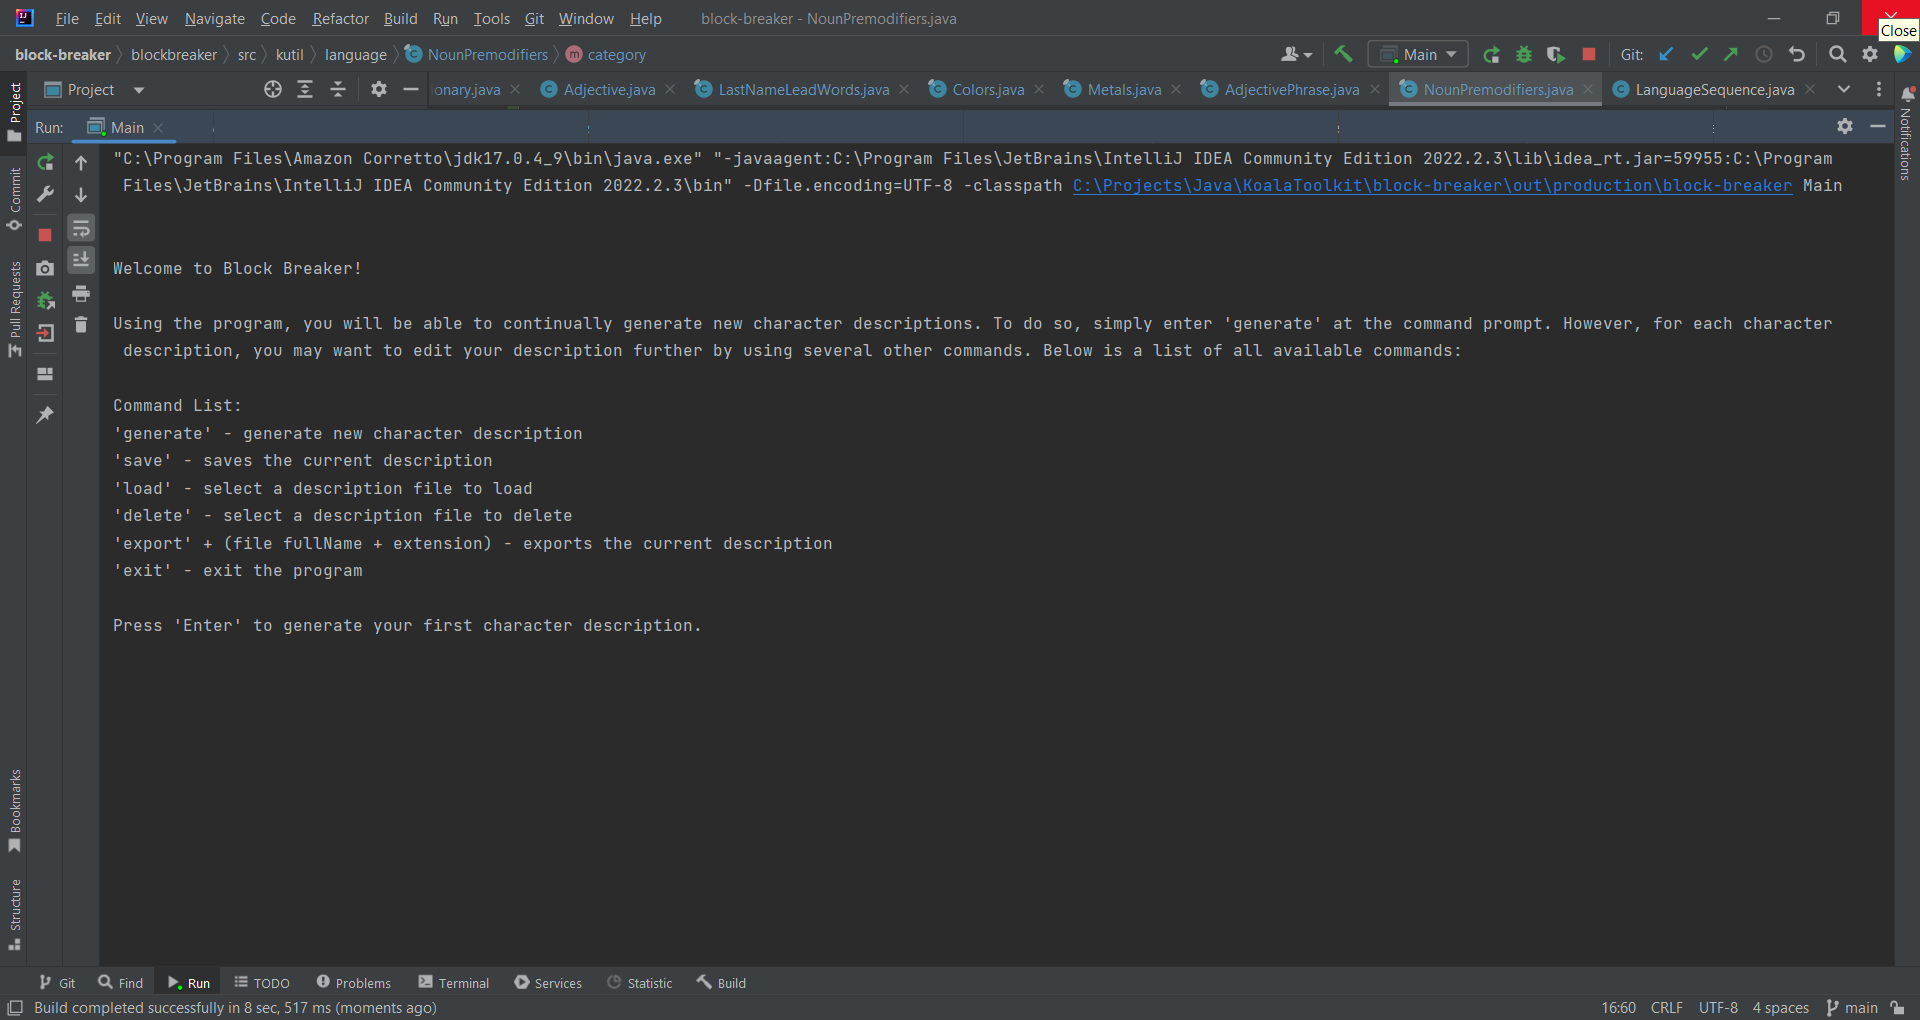 File Edit View Navigate Code Refactor Build Run Tools Git Window Help block-breaker - NounPremodifiers.java
Close
block-breaker blockbreaker src kutil language NounPremodifiers category Main Git:
Project onary.java Adjective.java LastNameLeadWords.java Colors.java Metals.java AdjectivePhrase.java NounPremodifiers.java LanguageSequence.java
Run: Main
"C:\Program Files\Amazon Corretto\jdk17.0.4_9\bin\java.exe" "-javaagent:C:\Program Files\JetBrains\IntelliJ IDEA Community Edition 2022.2.3\lib\idea_rt.jar=59955:C:\Program
Files\JetBrains\IntelliJ IDEA Community Edition 2022.2.3\bin" -Dfile.encoding=UTF-8 -classpath C:\Projects\Java\KoalaToolkit\block-breaker\out\production\block-breaker Main
Welcome to Block Breaker!
Using the program, you will be able to continually generate new character descriptions. To do so, simply enter 'generate' at the command prompt. However, for each character
description, you may want to edit your description further by using several other commands. Below is a list of all available commands:
Command List:
'generate' - generate new character description
'save' - saves the current description
'load' - select a description file to load
'delete' - select a description file to delete
'export' + (file fullName + extension) - exports the current description
'exit' - exit the program
Press 'Enter' to generate your first character description.
Project
Commit
Pull Requests
Bookmarks
Structure
Notifications
Git Find Run TODO Problems Terminal Services Statistic Build
Build completed successfully in 8 sec, 517 ms (moments ago) 16:60 CRLF UTF-8 4 spaces main